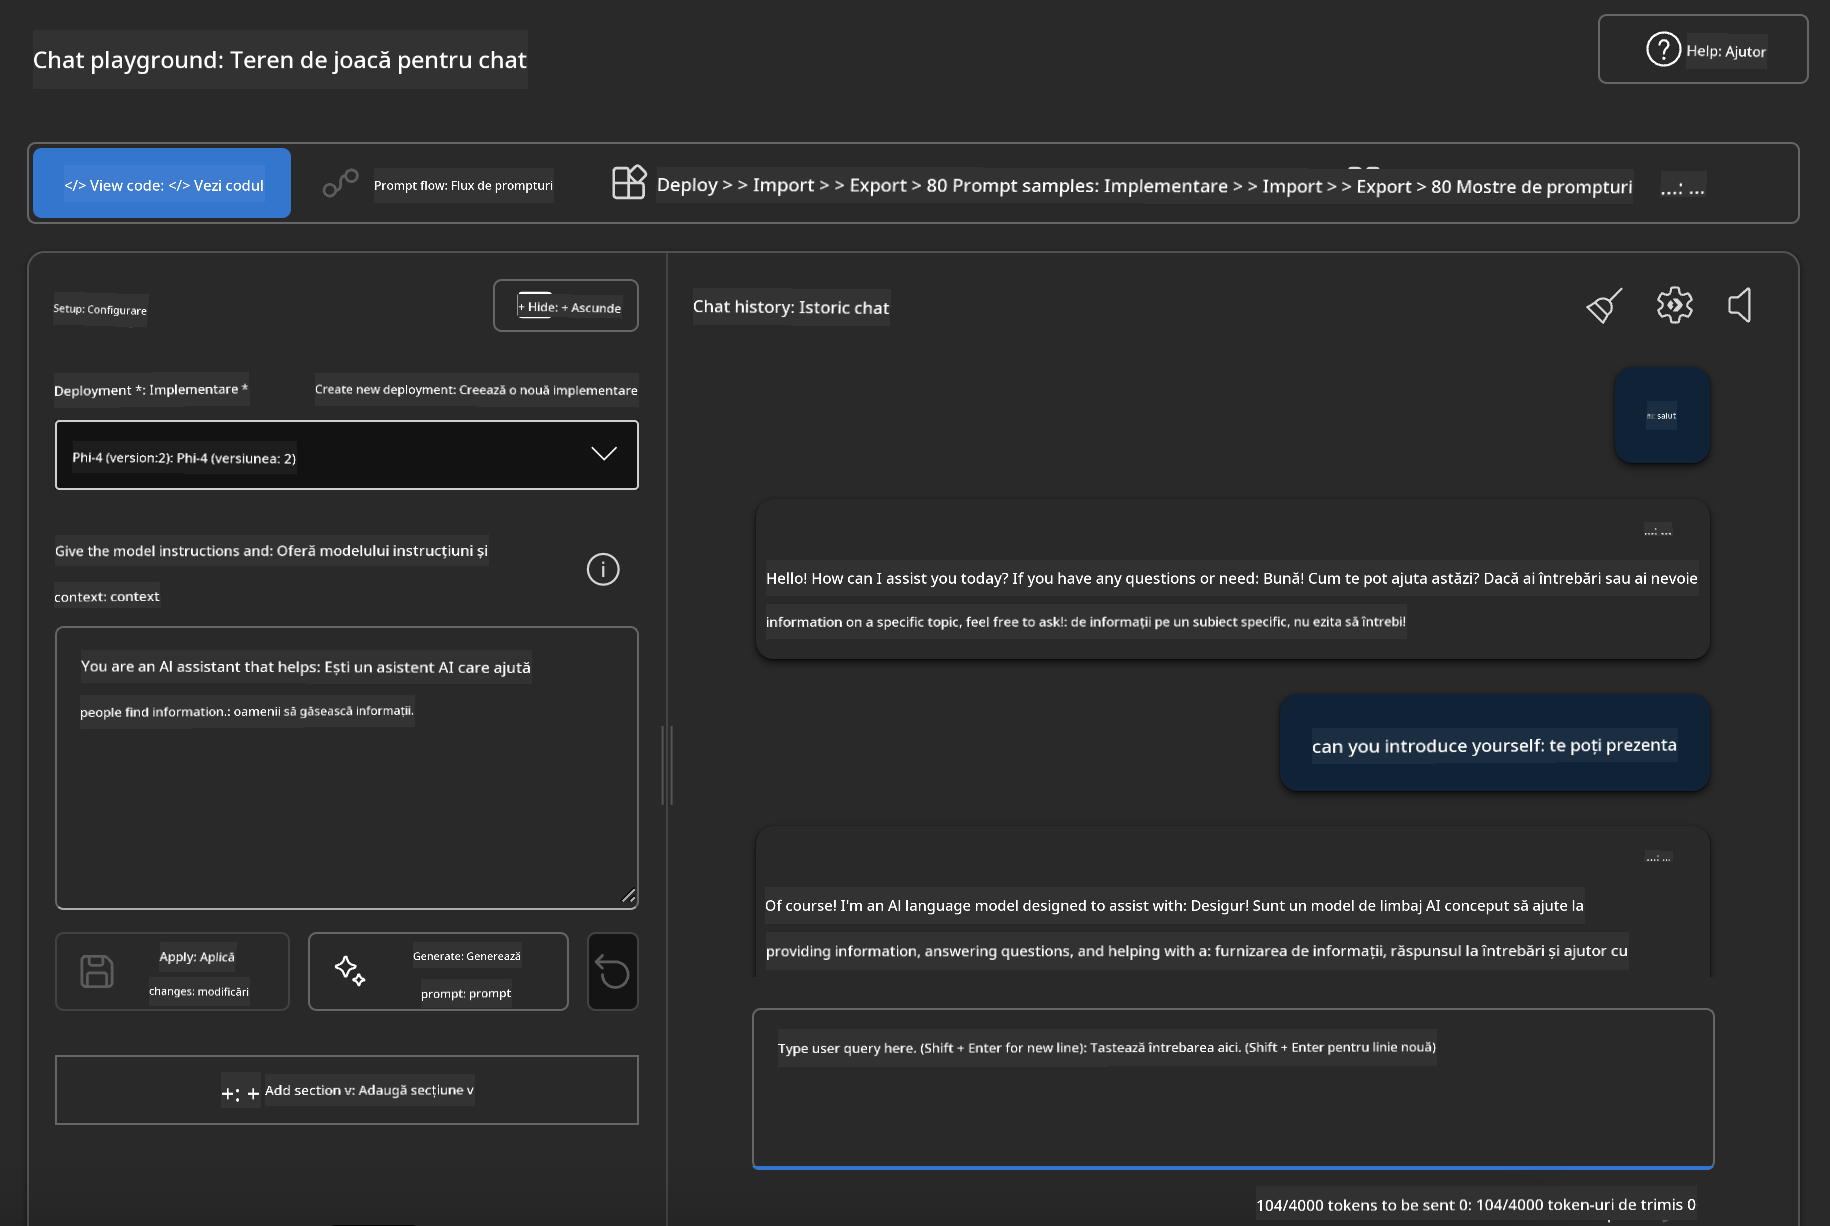 Chat playground: Teren de joacă pentru chat
Help: Ajutor
</> View code: </> Vezi codul
Prompt flow: Flux de prompturi
Deploy > > Import > > Export > 80 Prompt samples: Implementare > > Import > > Export > 80 Mostre de prompturi
...: ...
Setup: Configurare
+ Hide: + Ascunde
Chat history: Istoric chat
Deployment *: Implementare *
Create new deployment: Creează o nouă implementare
Phi-4 (version:2): Phi-4 (versiunea: 2)
Give the model instructions and: Oferă modelului instrucțiuni și
context: context
You are an AI assistant that helps: Ești un asistent AI care ajută
people find information.: oamenii să găsească informații.
Apply: Aplică
changes: modificări
Generate: Generează
prompt: prompt
+: +
Add section v: Adaugă secțiune v
salut
...: ...
Hello! How can I assist you today? If you have any questions or need: Bună! Cum te pot ajuta astăzi? Dacă ai întrebări sau ai nevoie
information on a specific topic, feel free to ask!: de informații pe un subiect specific, nu ezita să întrebi!
can you introduce yourself: te poți prezenta
...: ...
Of course! I'm an AI language model designed to assist with: Desigur! Sunt un model de limbaj AI conceput să ajute la
providing information, answering questions, and helping with a: furnizarea de informații, răspunsul la întrebări și ajutor cu
Type user query here. (Shift + Enter for new line): Tastează întrebarea aici. (Shift + Enter pentru linie nouă)
104/4000 tokens to be sent 0: 104/4000 token-uri de trimis 0